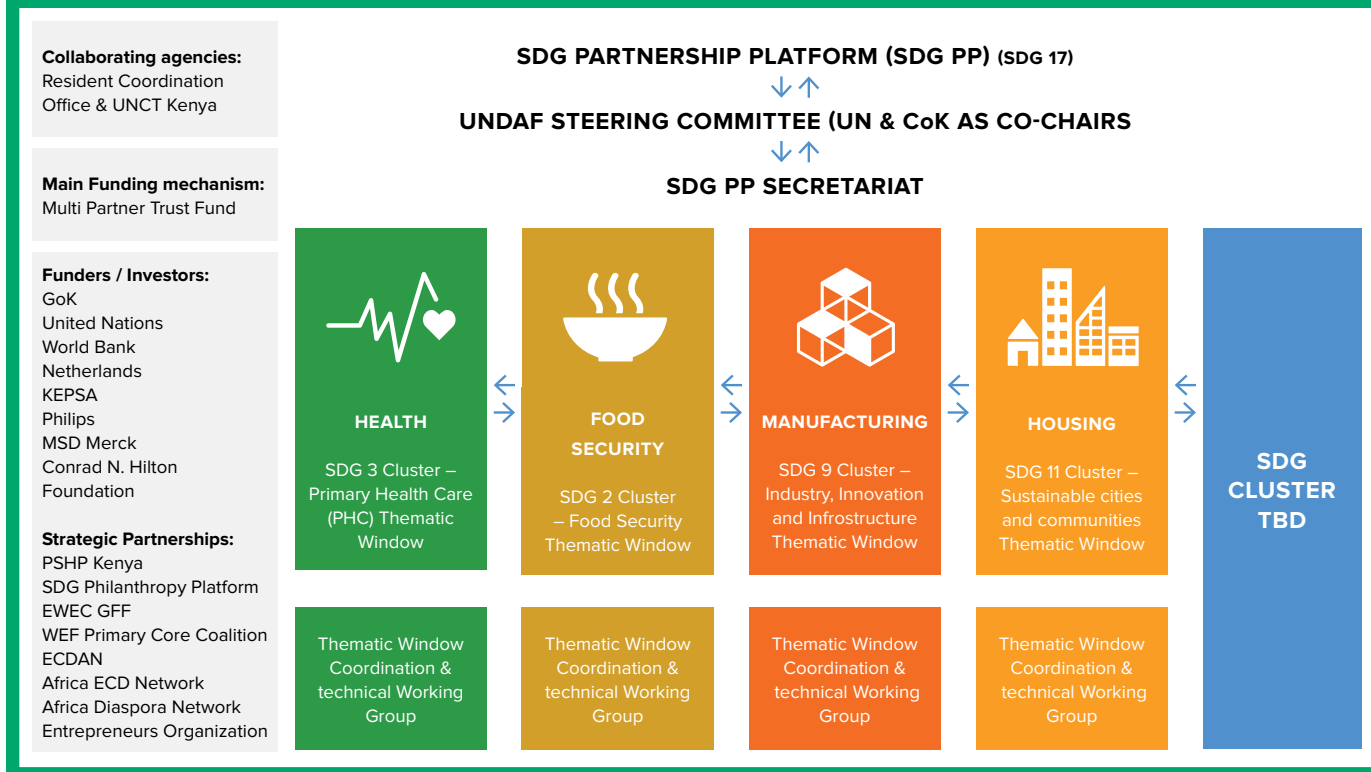 Collaborating agencies:
Resident Coordination
Office & UNCT Kenya
Main Funding mechanism:
Multi Partner Trust Fund
Funders / Investors:
GoK
United Nations
World Bank
Netherlands
KEPSA
Philips
MSD Merck
Conrad N. Hilton
Foundation
Strategic Partnerships:
PSHP Kenya
SDG Philanthropy Platform
EWEC GFF
WEF Primary Core Coalition
ECDAN
Africa ECD Network
Africa Diaspora Network
Entrepreneurs Organization
SDG PARTNERSHIP PLATFORM (SDG PP) (SDG 17)
UNDAF STEERING COMMITTEE (UN & CoK AS CO-CHAIRS
SDG PP SECRETARIAT
HEALTH
SDG 3 Cluster –
Primary Health Care
(PHC) Thematic
Window
Thematic Window
Coordination &
technical Working
Group
FOOD
SECURITY
SDG 2 Cluster
– Food Security
Thematic Window
Thematic Window
Coordination &
technical Working
Group
MANUFACTURING
SDG 9 Cluster –
Industry, Innovation
and Infrostructure
Thematic Window
Thematic Window
Coordination &
technical Working
Group
HOUSING
SDG 11 Cluster –
Sustainable cities
and communities
Thematic Window
Thematic Window
Coordination &
technical Working
Group
SDG
CLUSTER
TBD